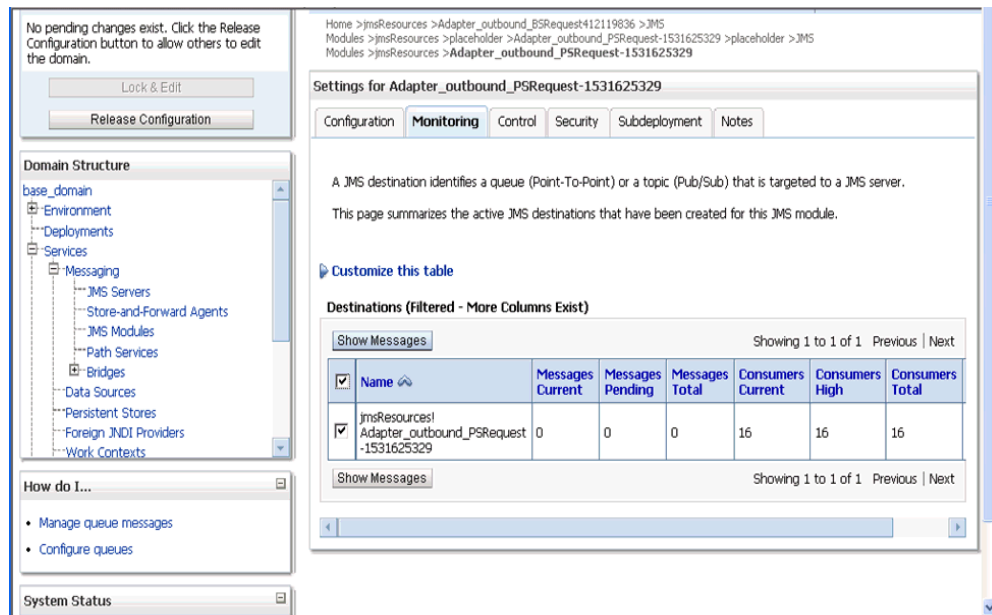 No pending changes exist. Click the Release
Configuration button to allow others to edit
the domain.
Lock & Edit
Release Configuration
Domain Structure
base_domain
Environment
Deployments
Services
Messaging
JMS Servers
Store-and-Forward Agents
JMS Modules
Path Services
Bridges
Data Sources
Persistent Stores
Foreign JNDI Providers
Work Contexts
How do I...
• Manage queue messages
• Configure queues
System Status
Home >jmsResources >Adapter_outbound_BSRequest412119836 >JMS
Modules >jmsResources >placeholder >Adapter_outbound_PSRequest-1531625329 >placeholder >JMS
Modules >jmsResources >Adapter_outbound_PSRequest-1531625329
Settings for Adapter_outbound_PSRequest-1531625329
Configuration Monitoring Control Security Subdeployment Notes
A JMS destination identifies a queue (Point-To-Point) or a topic (Pub/Sub) that is targeted to a JMS server.
This page summarizes the active JMS destinations that have been created for this JMS module.
Customize this table
Destinations (Filtered - More Columns Exist)
Show Messages Showing 1 to 1 of 1 Previous | Next
Name Messages Current Messages Pending Messages Total Consumers Current Consumers High Consumers Total
jmsResources!
Adapter_outbound_PSRequest 0 0 0 16 16 16
-1531625329
Show Messages Showing 1 to 1 of 1 Previous | Next